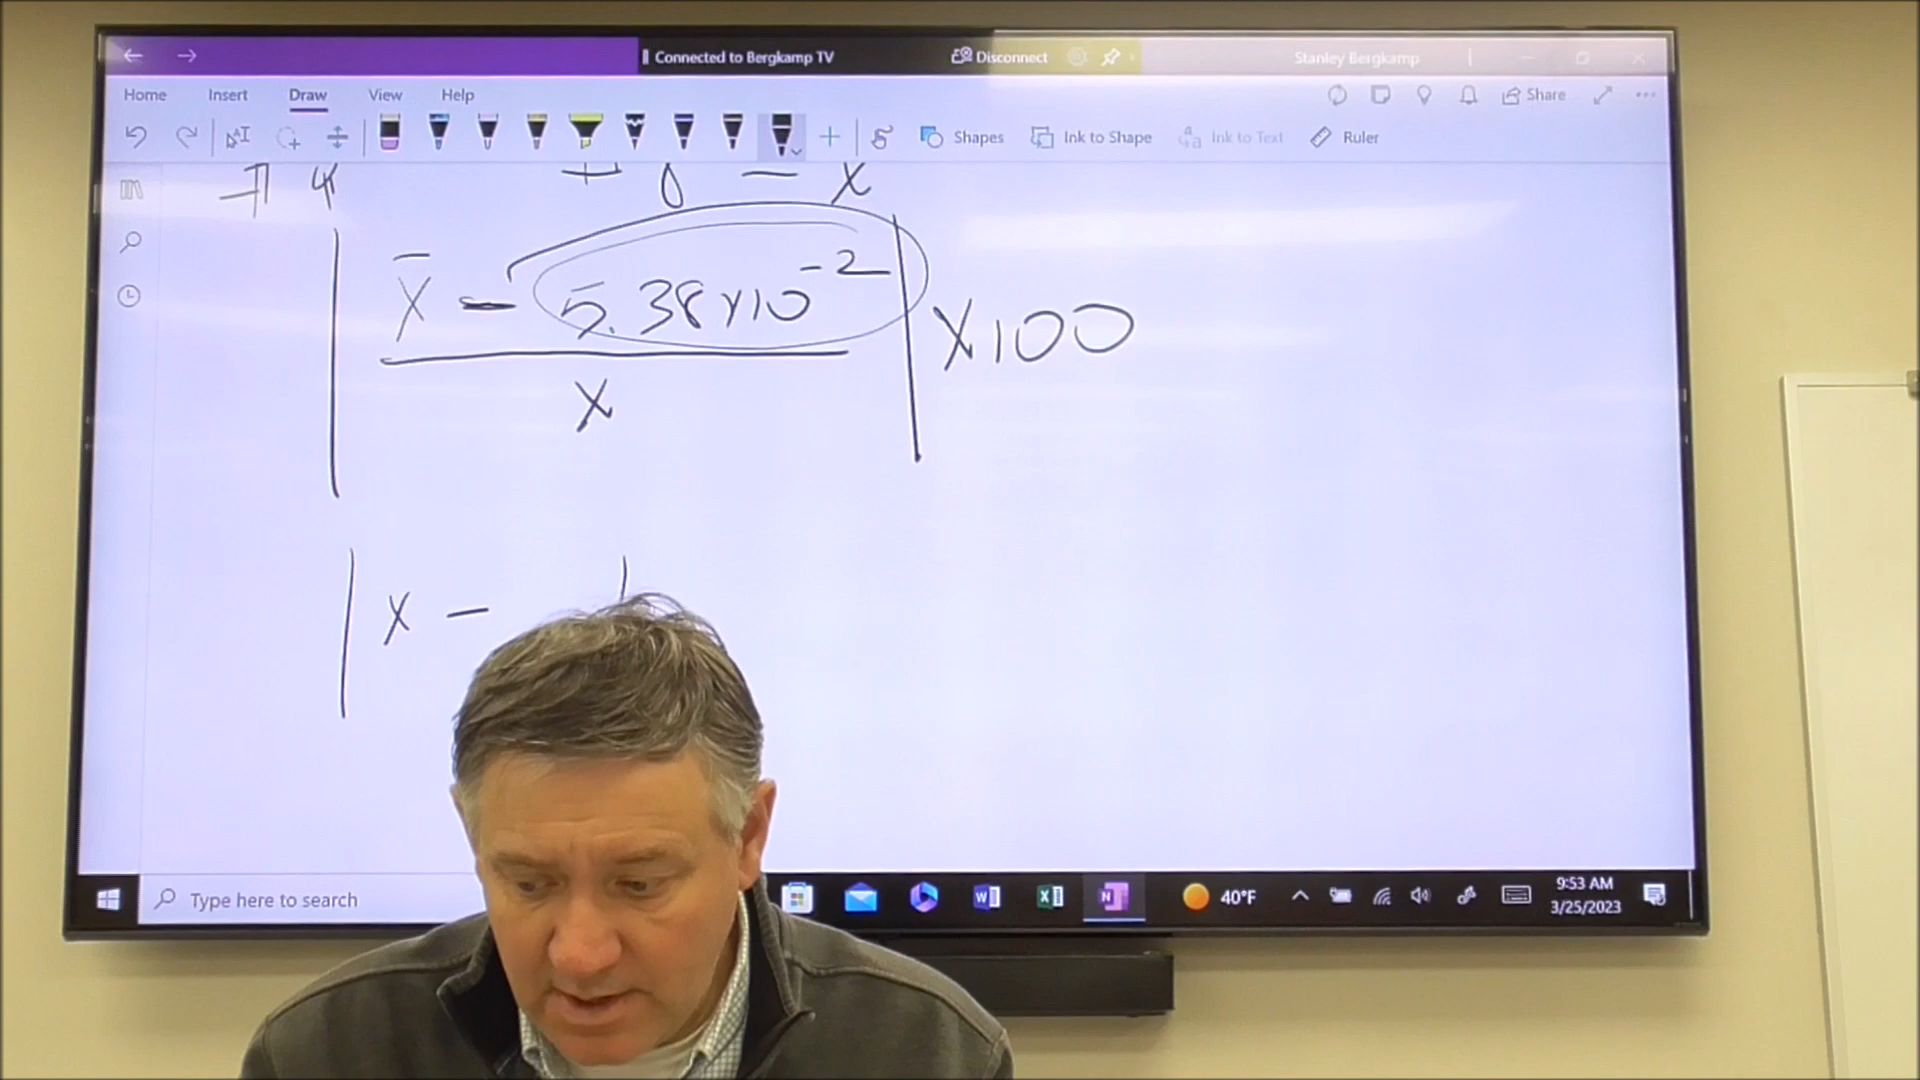 Connected to Bergkamp TV Disconnect Stanley Bergkamp
Home Insert Draw View Help Share
Shapes Ink to Shape Ink to Text Ruler
# 4
x̄ - 5.38x10⁻² x100
x
x -
Type here to search 40°F 9:53 AM
3/25/2023